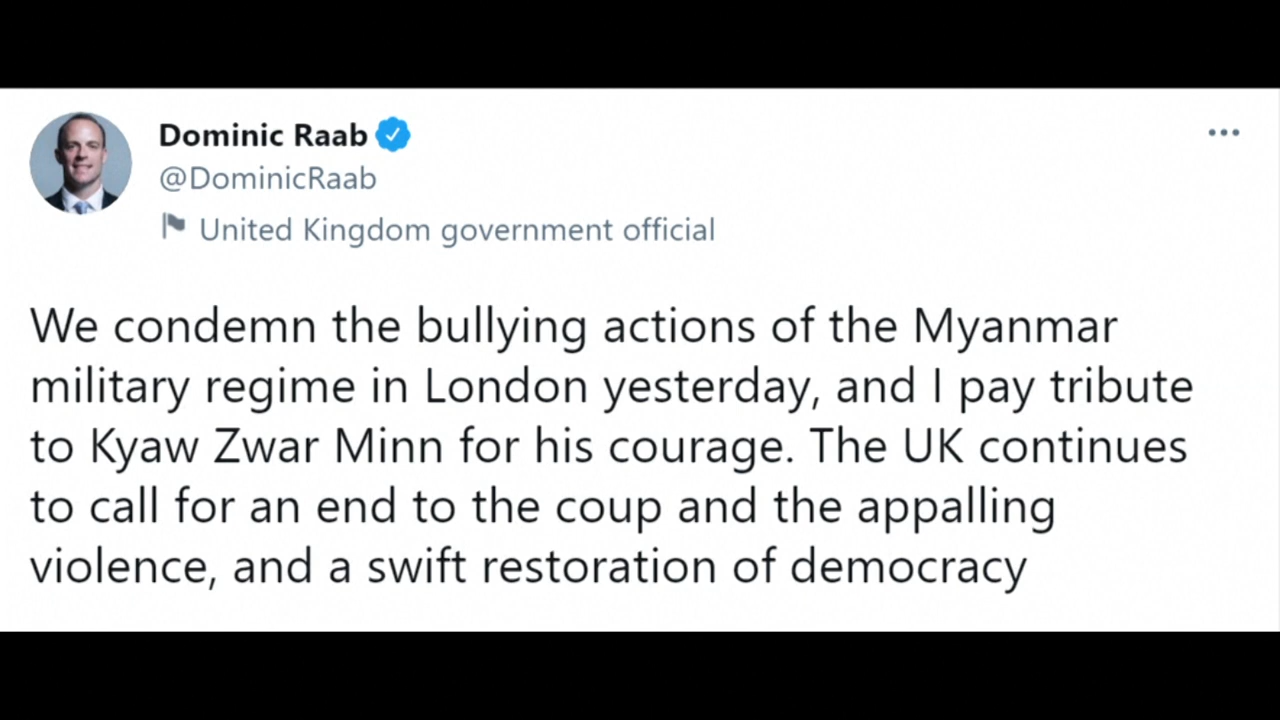 Dominic Raab
@DominicRaab
United Kingdom government official
We condemn the bullying actions of the Myanmar
military regime in London yesterday, and I pay tribute
to Kyaw Zwar Minn for his courage. The UK continues
to call for an end to the coup and the appalling
violence, and a swift restoration of democracy